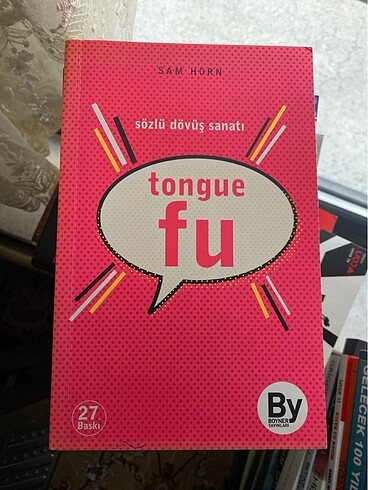 SAM HORN
sözlü dövüş sanatı
tongue
fu
27.
Baskı
By
BOYNER
YAYINLARI
GELECEK 100 YIL